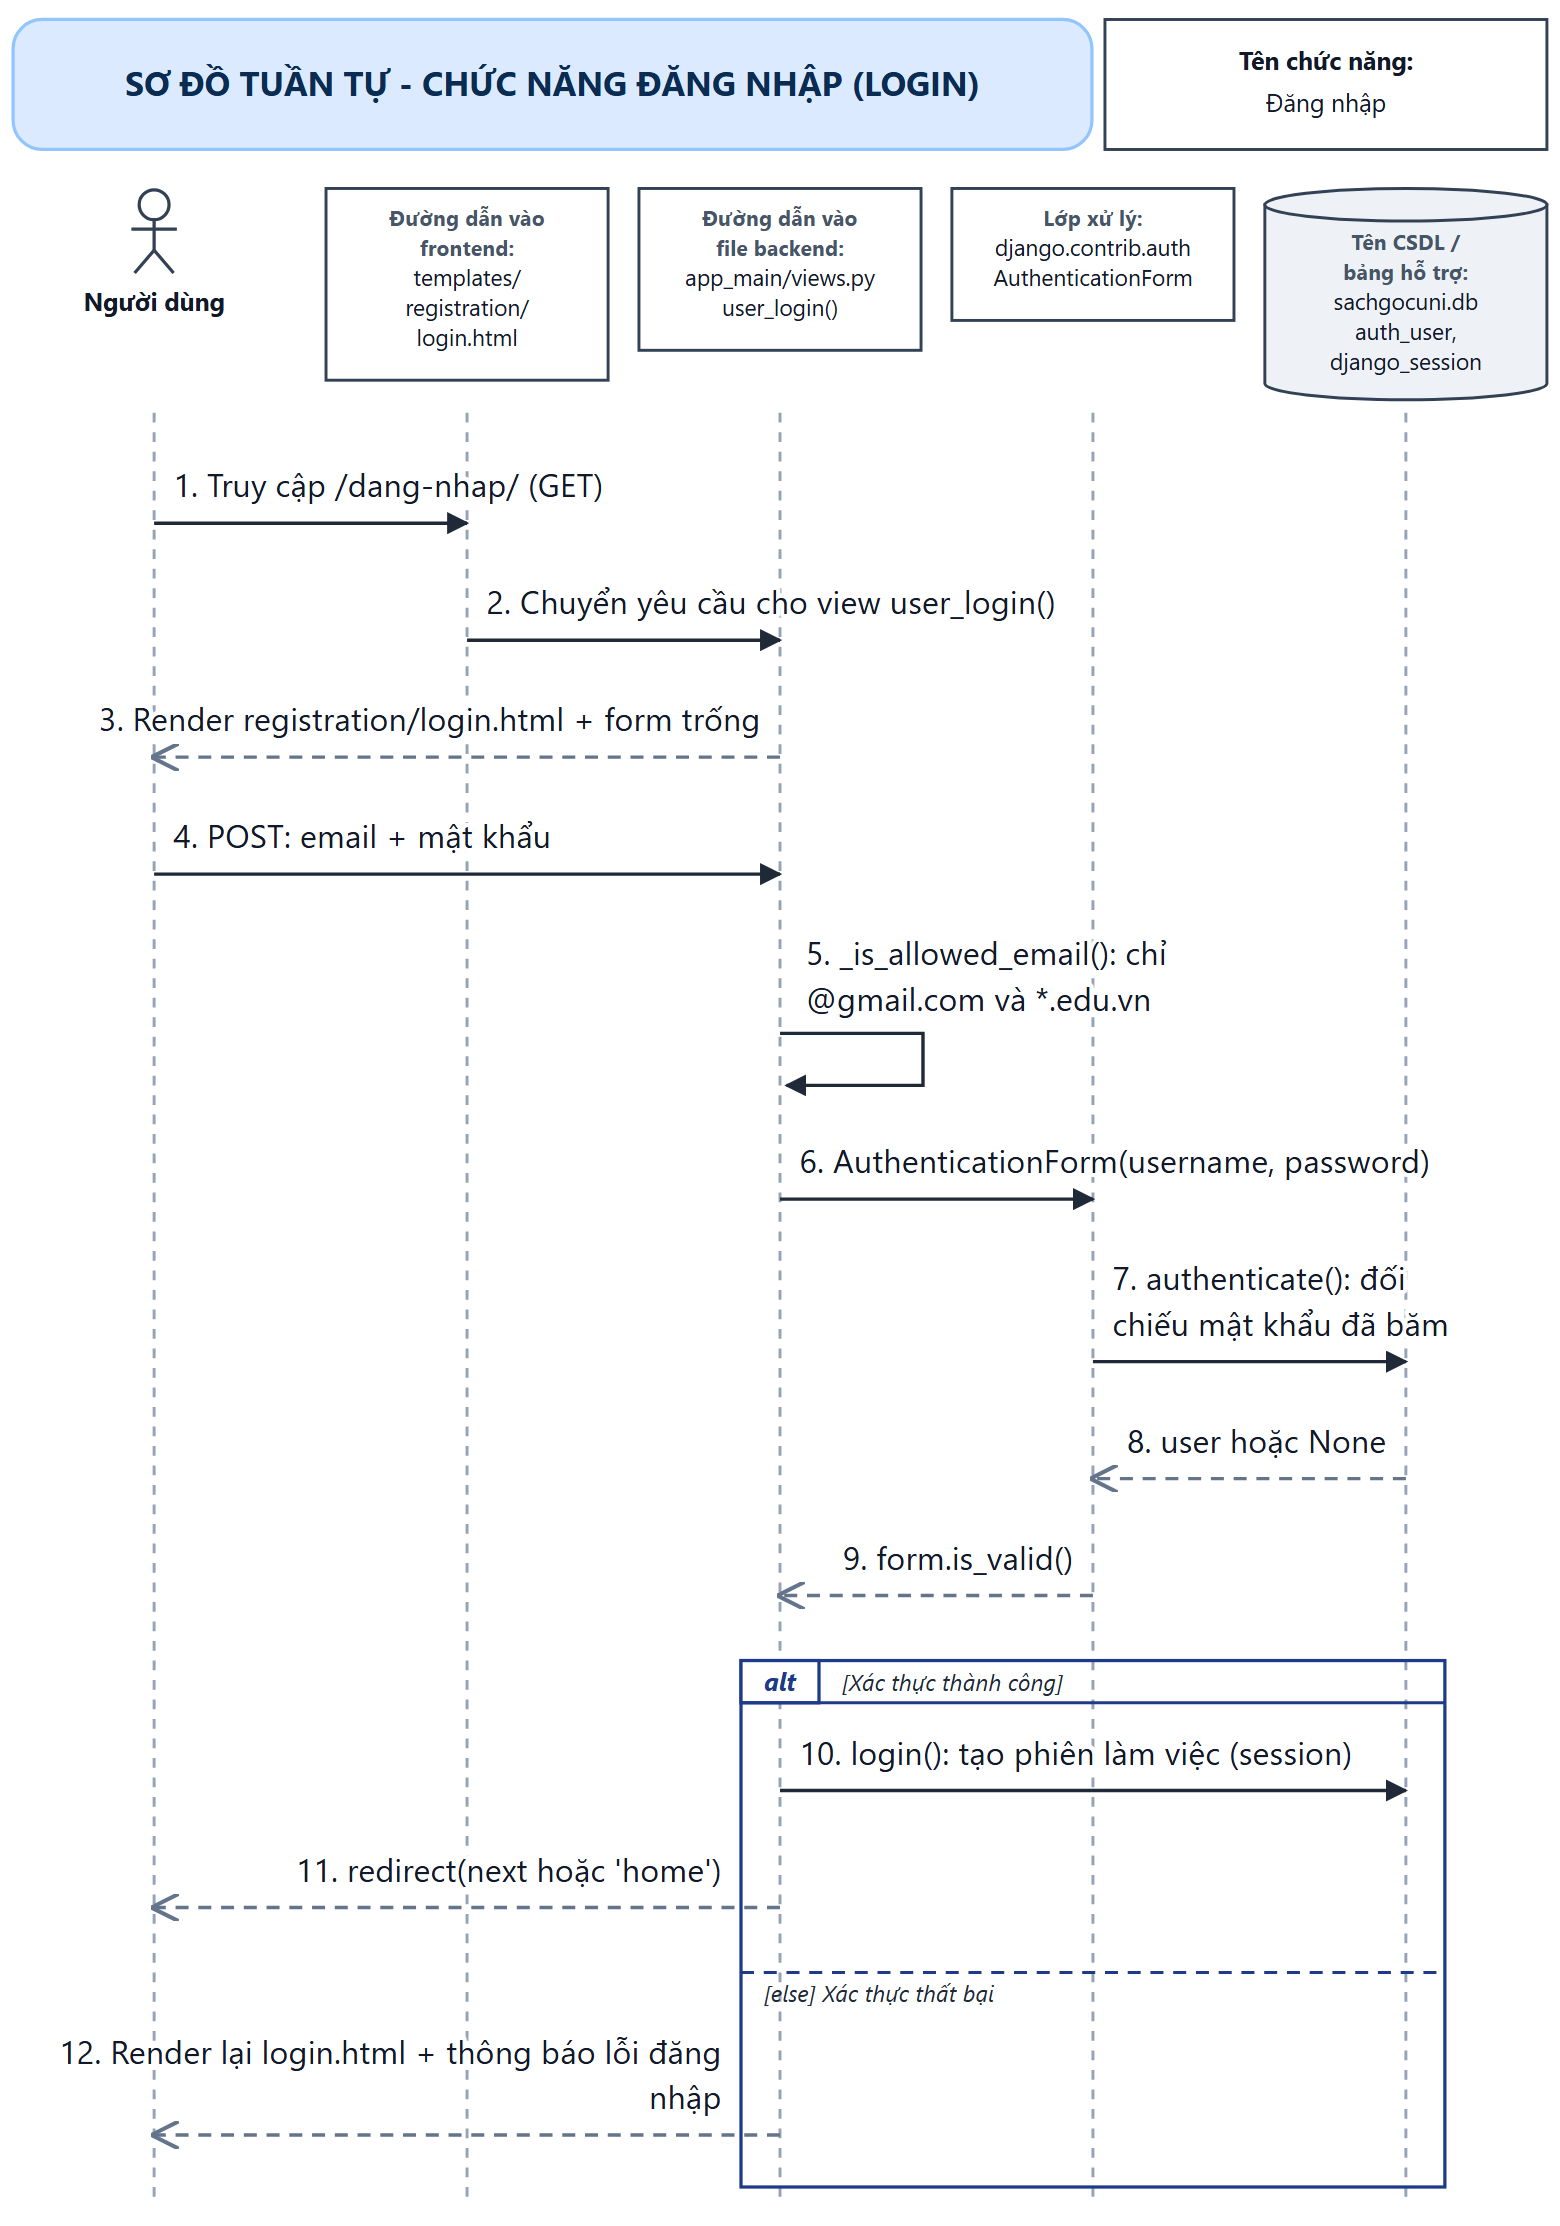 SƠ ĐỒ TUẦN TỰ - CHỨC NĂNG ĐĂNG NHẬP (LOGIN)
Tên chức năng:
Đăng nhập
Người dùng
Đường dẫn vào
frontend:
templates/
registration/
login.html
Đường dẫn vào
file backend:
app_main/views.py
user_login()
Lớp xử lý:
django.contrib.auth
AuthenticationForm
Tên CSDL /
bảng hỗ trợ:
sachgocuni.db
auth_user,
django_session
1. Truy cập /dang-nhap/ (GET)
2. Chuyển yêu cầu cho view user_login()
3. Render registration/login.html + form trống
4. POST: email + mật khẩu
5. _is_allowed_email(): chỉ
@gmail.com và *.edu.vn
6. AuthenticationForm(username, password)
7. authenticate(): đối
chiếu mật khẩu đã băm
8. user hoặc None
9. form.is_valid()
alt [Xác thực thành công]
10. login(): tạo phiên làm việc (session)
11. redirect(next hoặc 'home')
[else] Xác thực thất bại
12. Render lại login.html + thông báo lỗi đăng
nhập